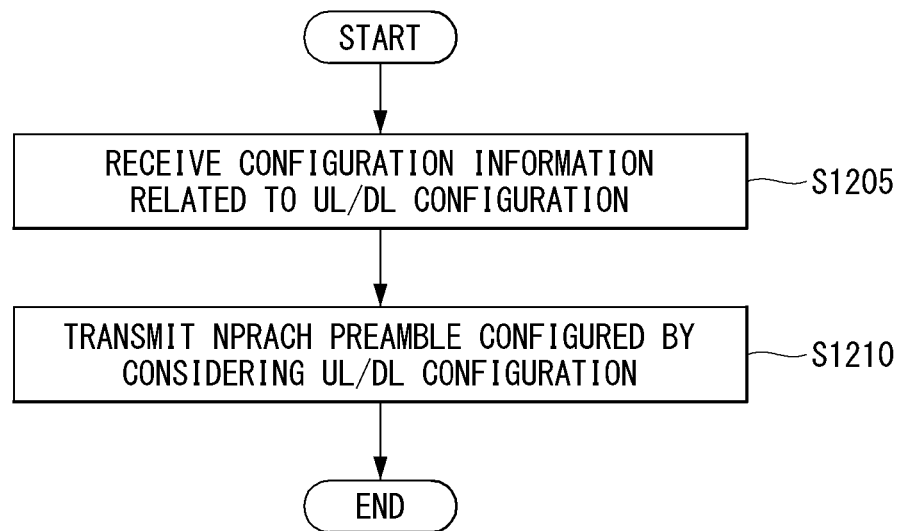 START
RECEIVE CONFIGURATION INFORMATION
RELATED TO UL/DL CONFIGURATION
S1205
TRANSMIT NPRACH PREAMBLE CONFIGURED BY
CONSIDERING UL/DL CONFIGURATION
S1210
END